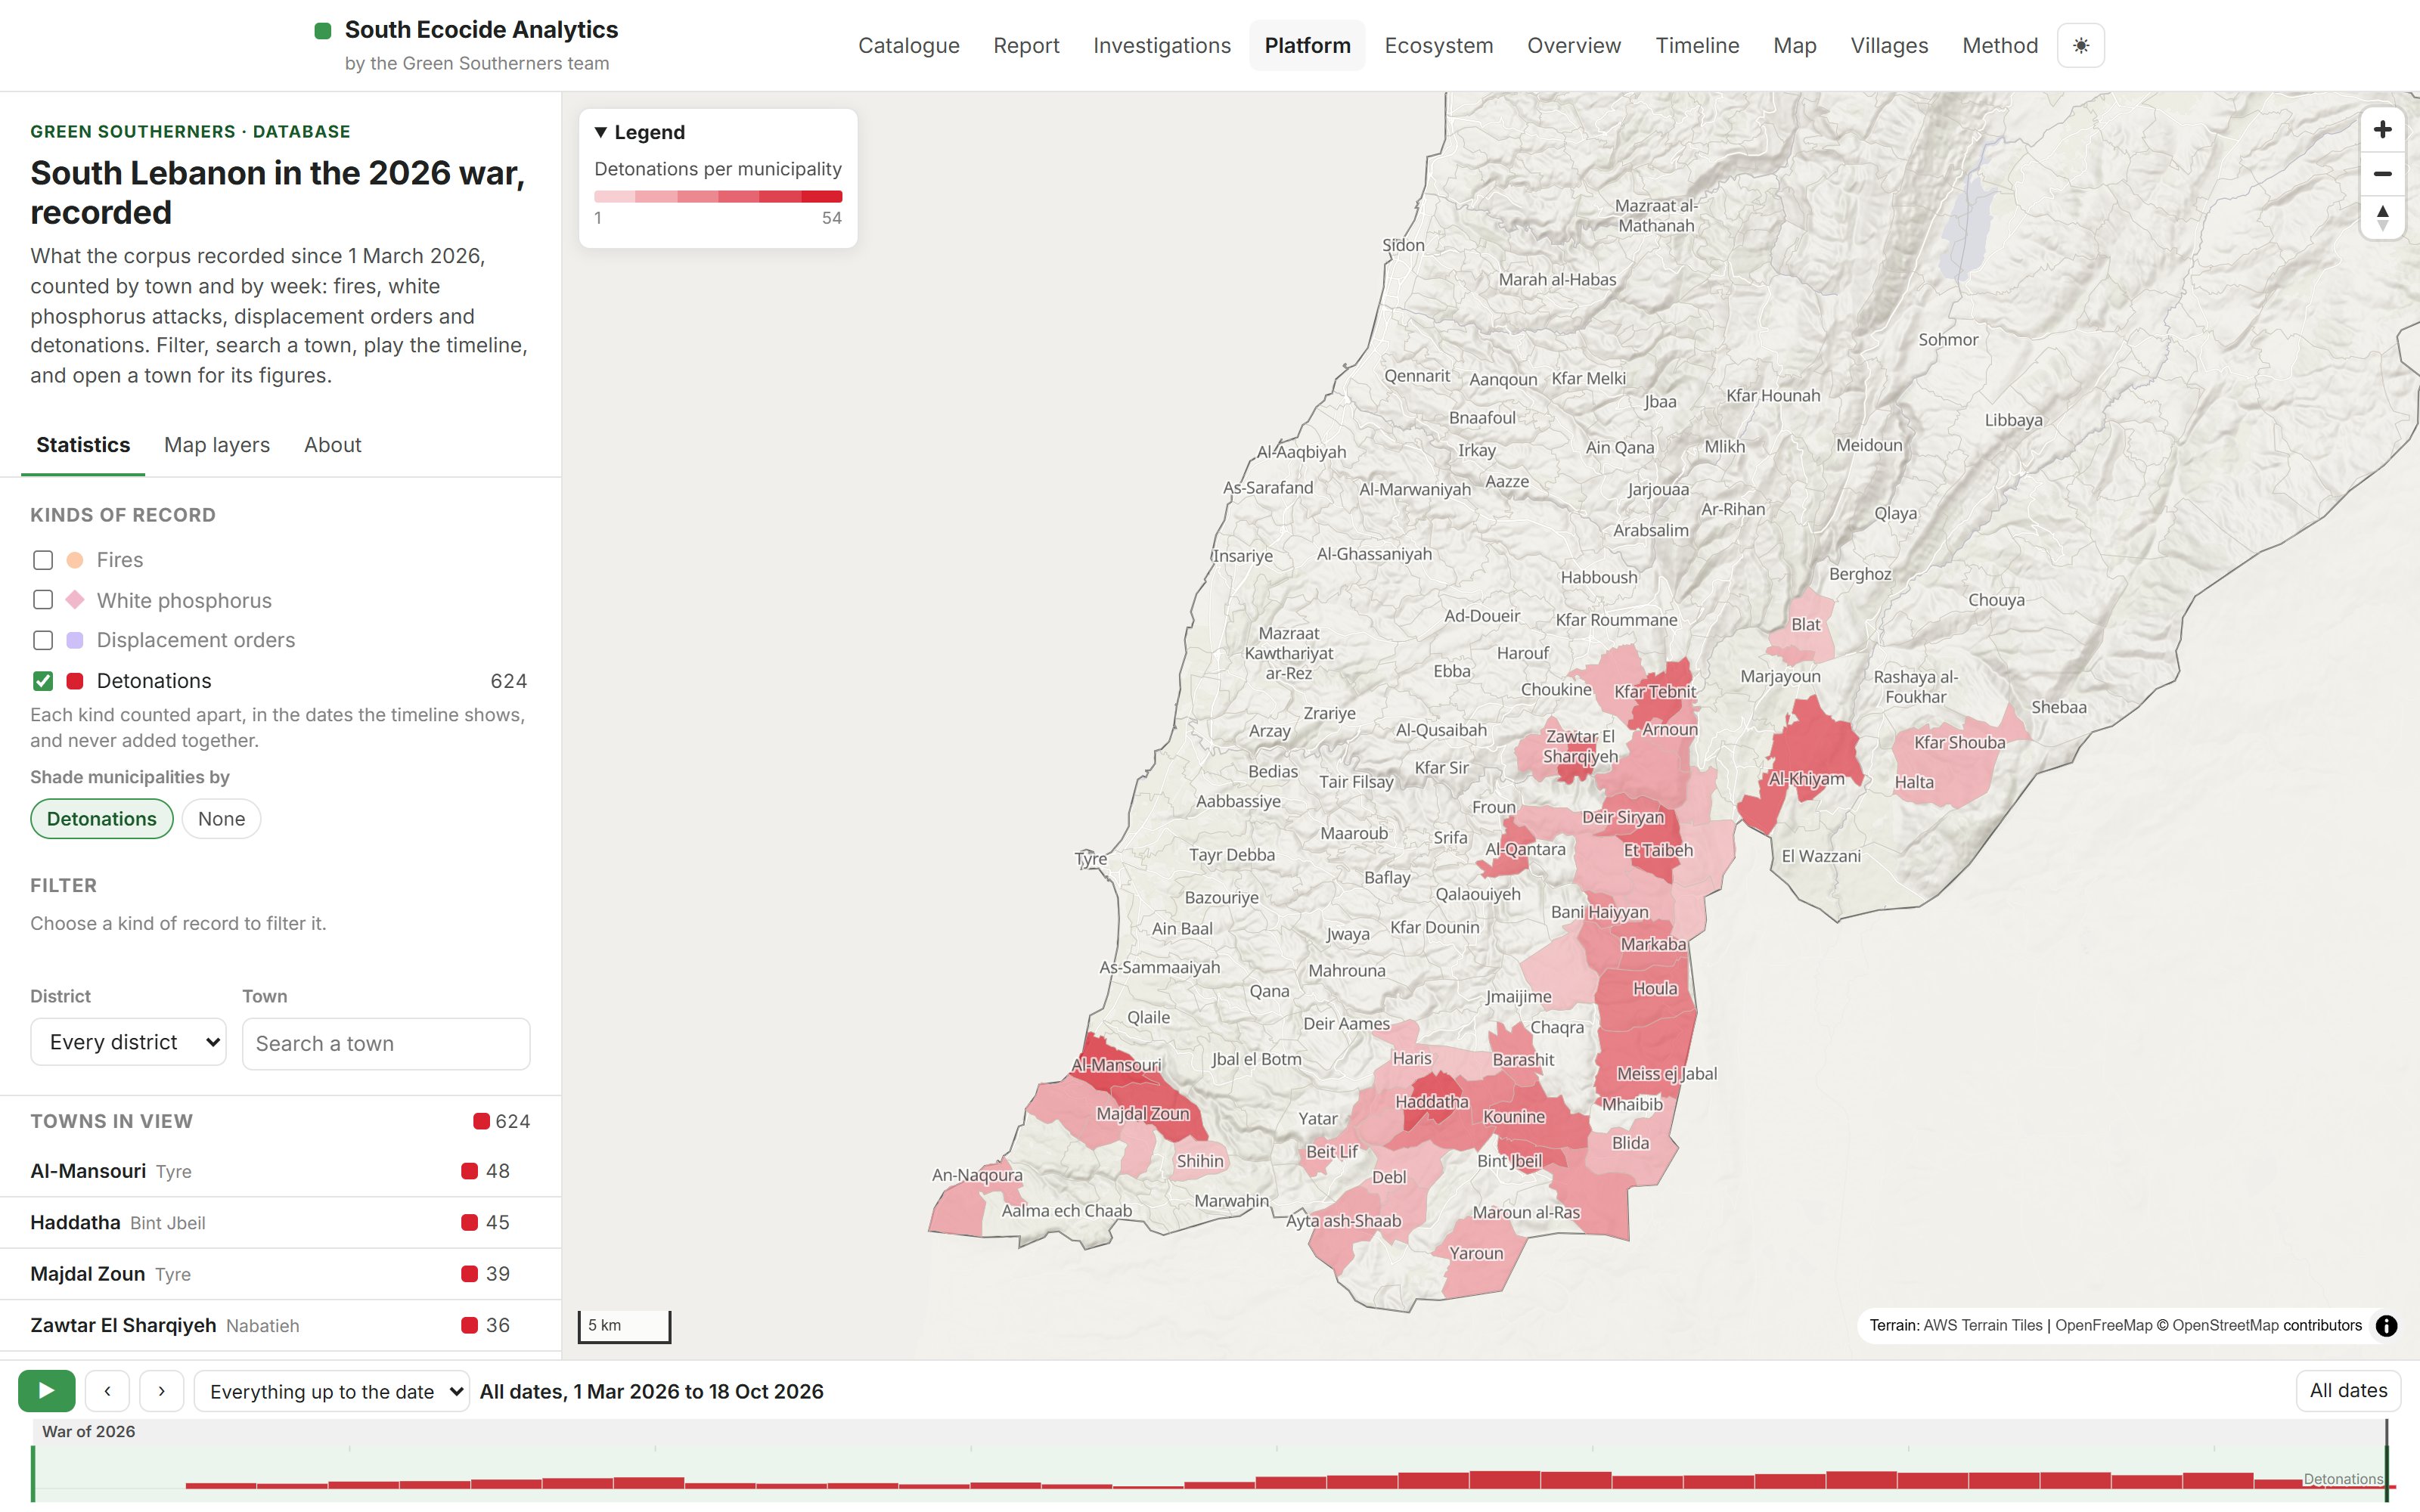 South Ecocide Analytics
by the Green Southerners team
Catalogue
Report
Investigations
Platform
Ecosystem
Overview
Timeline
Map
Villages
Method
GREEN SOUTHERNERS · DATABASE
South Lebanon in the 2026 war,
recorded
What the corpus recorded since 1 March 2026,
counted by town and by week: fires, white
phosphorus attacks, displacement orders and
detonations. Filter, search a town, play the timeline,
and open a town for its figures.
Statistics
Map layers
About
KINDS OF RECORD
Fires
White phosphorus
Displacement orders
Detonations 624
Each kind counted apart, in the dates the timeline shows,
and never added together.
Shade municipalities by
Detonations
None
FILTER
Choose a kind of record to filter it.
District
Town
Every district
Search a town
TOWNS IN VIEW 624
Al-Mansouri Tyre 48
Haddatha Bint Jbeil 45
Majdal Zoun Tyre 39
Zawtar El Sharqiyeh Nabatieh 36
▼ Legend
Detonations per municipality
1 54
Mazraat al-
Mathanah
Sidon
Marah al-Habas
Sohmor
Qennarit
Aanqoun
Kfar Melki
Jbaa
Kfar Hounah
Bnaafoul
Libbaya
Al-Aaqbiyah
Irkay
Ain Qana
Mlikh
Meidoun
As-Sarafand
Al-Marwaniyah
Aazze
Jarjouaa
Ar-Rihan
Qlaya
Arabsalim
Insariye
Al-Ghassaniyah
Habboush
Berghoz
Chouya
Ad-Doueir
Kfar Roummane
Blat
Mazraat
Kawthariyat
ar-Rez
Harouf
Ebba
Choukine
Kfar Tebnit
Marjayoun
Rashaya al-
Foukhar
Shebaa
Zrariye
Arzay
Al-Qusaibah
Zawtar El
Sharqiyeh
Arnoun
Kfar Shouba
Bedias
Tair Filsay
Kfar Sir
Al-Khiyam
Halta
Aabbassiye
Froun
Deir Siryan
Maaroub
Srifa
Al-Qantara
Et Taibeh
El Wazzani
Tyre
Tayr Debba
Baflay
Qalaouiyeh
Bazouriye
Bani Haiyyan
Ain Baal
Jwaya
Kfar Dounin
Markaba
As-Sammaaiyah
Mahrouna
Qana
Jmaijime
Houla
Qlaile
Deir Aames
Chaqra
Al-Mansouri
Jbal el Botm
Haris
Barashit
Meiss ej Jabal
Majdal Zoun
Yatar
Haddatha
Kounine
Mhaibib
Beit Lif
Bint Jbeil
Blida
An-Naqoura
Shihin
Debl
Aalma ech Chaab
Marwahin
Ayta ash-Shaab
Maroun al-Ras
Yaroun
5 km
Terrain: AWS Terrain Tiles | OpenFreeMap © OpenStreetMap contributors
Everything up to the date
All dates, 1 Mar 2026 to 18 Oct 2026
All dates
War of 2026
Detonations